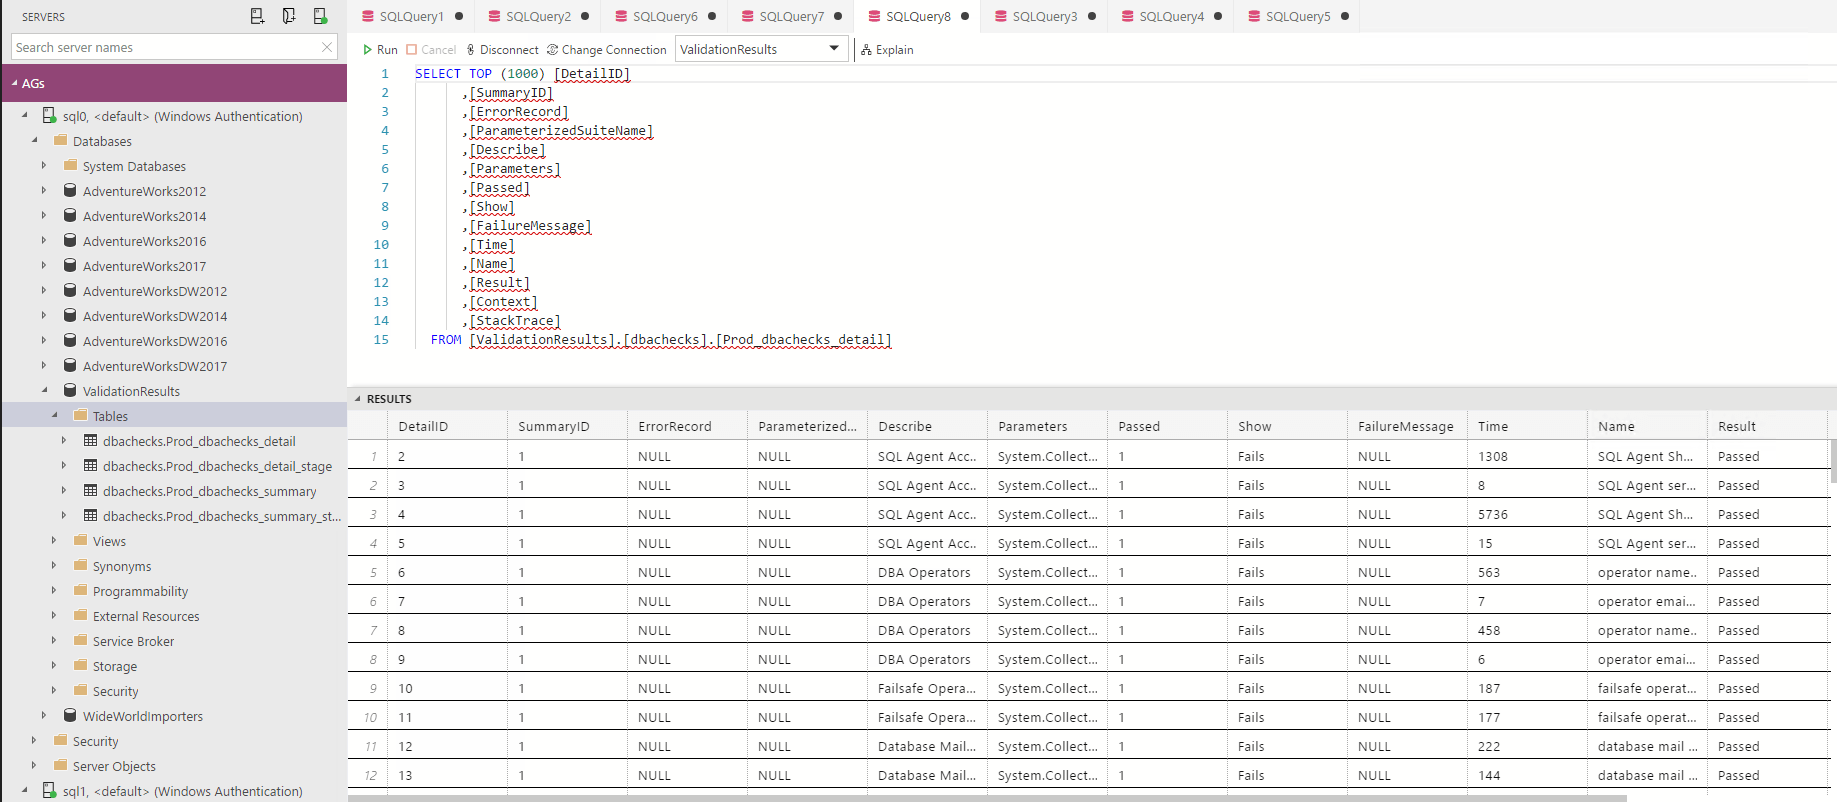 SERVERS
Search server names
AGs
sql0, <default> (Windows Authentication)
Databases
System Databases
AdventureWorks2012
AdventureWorks2014
AdventureWorks2016
AdventureWorks2017
AdventureWorksDW2012
AdventureWorksDW2014
AdventureWorksDW2016
AdventureWorksDW2017
ValidationResults
Tables
dbachecks.Prod_dbachecks_detail
dbachecks.Prod_dbachecks_detail_stage
dbachecks.Prod_dbachecks_summary
dbachecks.Prod_dbachecks_summary_st...
Views
Synonyms
Programmability
External Resources
Service Broker
Storage
Security
WideWorldImporters
Security
Server Objects
sql1, <default> (Windows Authentication)
SQLQuery1 SQLQuery2 SQLQuery6 SQLQuery7 SQLQuery8 SQLQuery3 SQLQuery4 SQLQuery5
Run Cancel Disconnect Change Connection ValidationResults Explain
1 SELECT TOP (1000) [DetailID]
2 ,[SummaryID]
3 ,[ErrorRecord]
4 ,[ParameterizedSuiteName]
5 ,[Describe]
6 ,[Parameters]
7 ,[Passed]
8 ,[Show]
9 ,[FailureMessage]
10 ,[Time]
11 ,[Name]
12 ,[Result]
13 ,[Context]
14 ,[StackTrace]
15 FROM [ValidationResults].[dbachecks].[Prod_dbachecks_detail]
RESULTS
DetailID SummaryID ErrorRecord Parameterized... Describe Parameters Passed Show FailureMessage Time Name Result
1 2 1 NULL NULL SQL Agent Acc.. System.Collect... 1 Fails NULL 1308 SQL Agent Sh... Passed
2 3 1 NULL NULL SQL Agent Acc.. System.Collect... 1 Fails NULL 8 SQL Agent ser... Passed
3 4 1 NULL NULL SQL Agent Acc.. System.Collect... 1 Fails NULL 5736 SQL Agent Sh... Passed
4 5 1 NULL NULL SQL Agent Acc.. System.Collect... 1 Fails NULL 15 SQL Agent ser... Passed
5 6 1 NULL NULL DBA Operators System.Collect... 1 Fails NULL 563 operator name.. Passed
6 7 1 NULL NULL DBA Operators System.Collect... 1 Fails NULL 7 operator emai... Passed
7 8 1 NULL NULL DBA Operators System.Collect... 1 Fails NULL 458 operator name.. Passed
8 9 1 NULL NULL DBA Operators System.Collect... 1 Fails NULL 6 operator emai... Passed
9 10 1 NULL NULL Failsafe Opera... System.Collect... 1 Fails NULL 187 failsafe operat... Passed
10 11 1 NULL NULL Failsafe Opera... System.Collect... 1 Fails NULL 177 failsafe operat... Passed
11 12 1 NULL NULL Database Mail... System.Collect... 1 Fails NULL 222 database mail ... Passed
12 13 1 NULL NULL Database Mail... System.Collect... 1 Fails NULL 144 database mail ... Passed